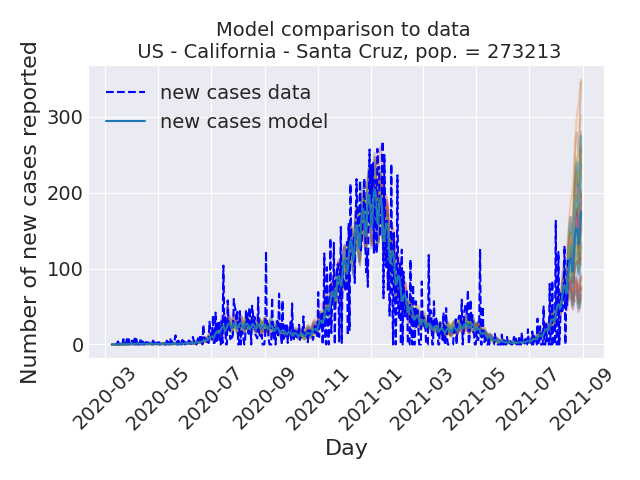 Model comparison to data
US - California - Santa Cruz, pop. = 273213
Number of new cases reported
new cases data
new cases model
300
200
100
0
2020-03
2020-05
2020-07
2020-09
2020-11
2021-01
2021-03
2021-05
2021-07
2021-09
Day